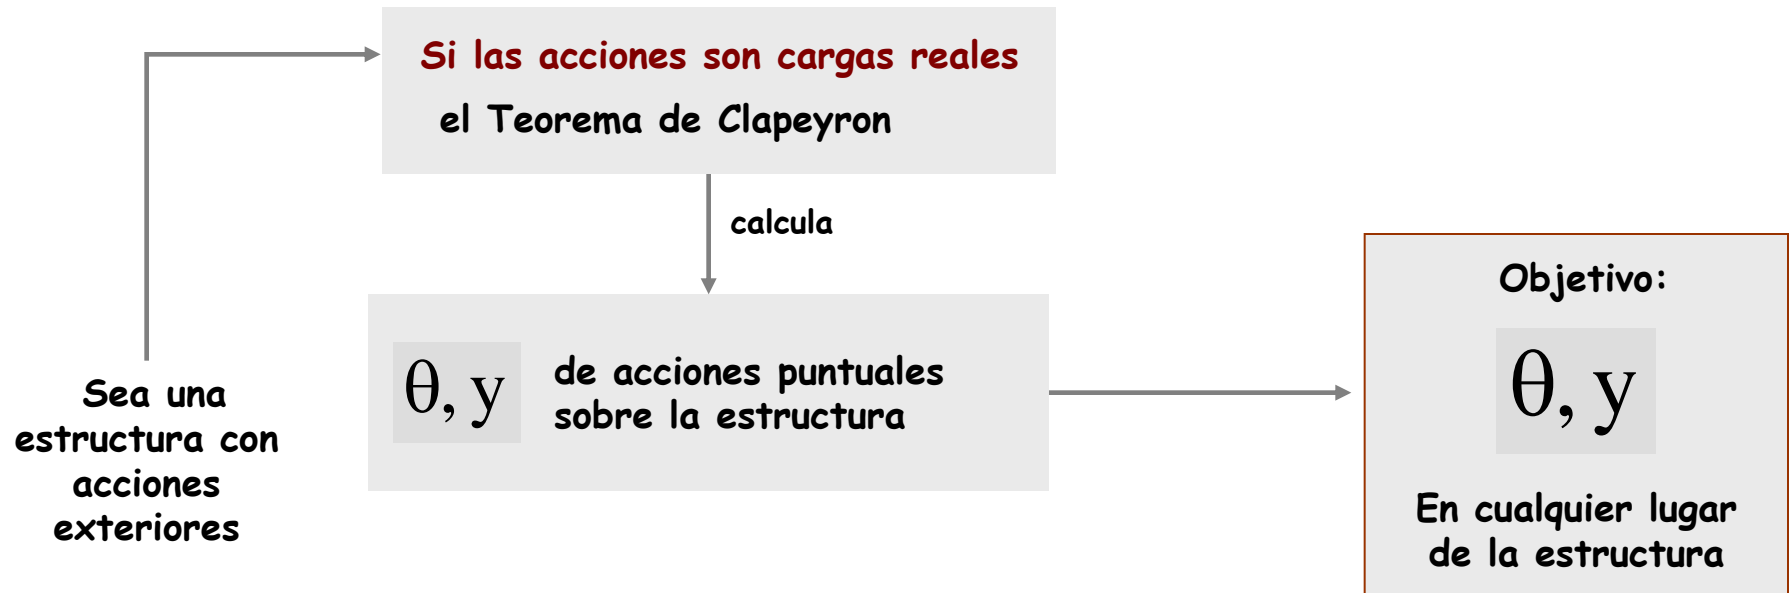 Si las acciones son cargas reales
el Teorema de Clapeyron
calcula
Sea una
estructura con
acciones
exteriores
θ, y
de acciones puntuales
sobre la estructura
Objetivo:
θ, y
En cualquier lugar
de la estructura